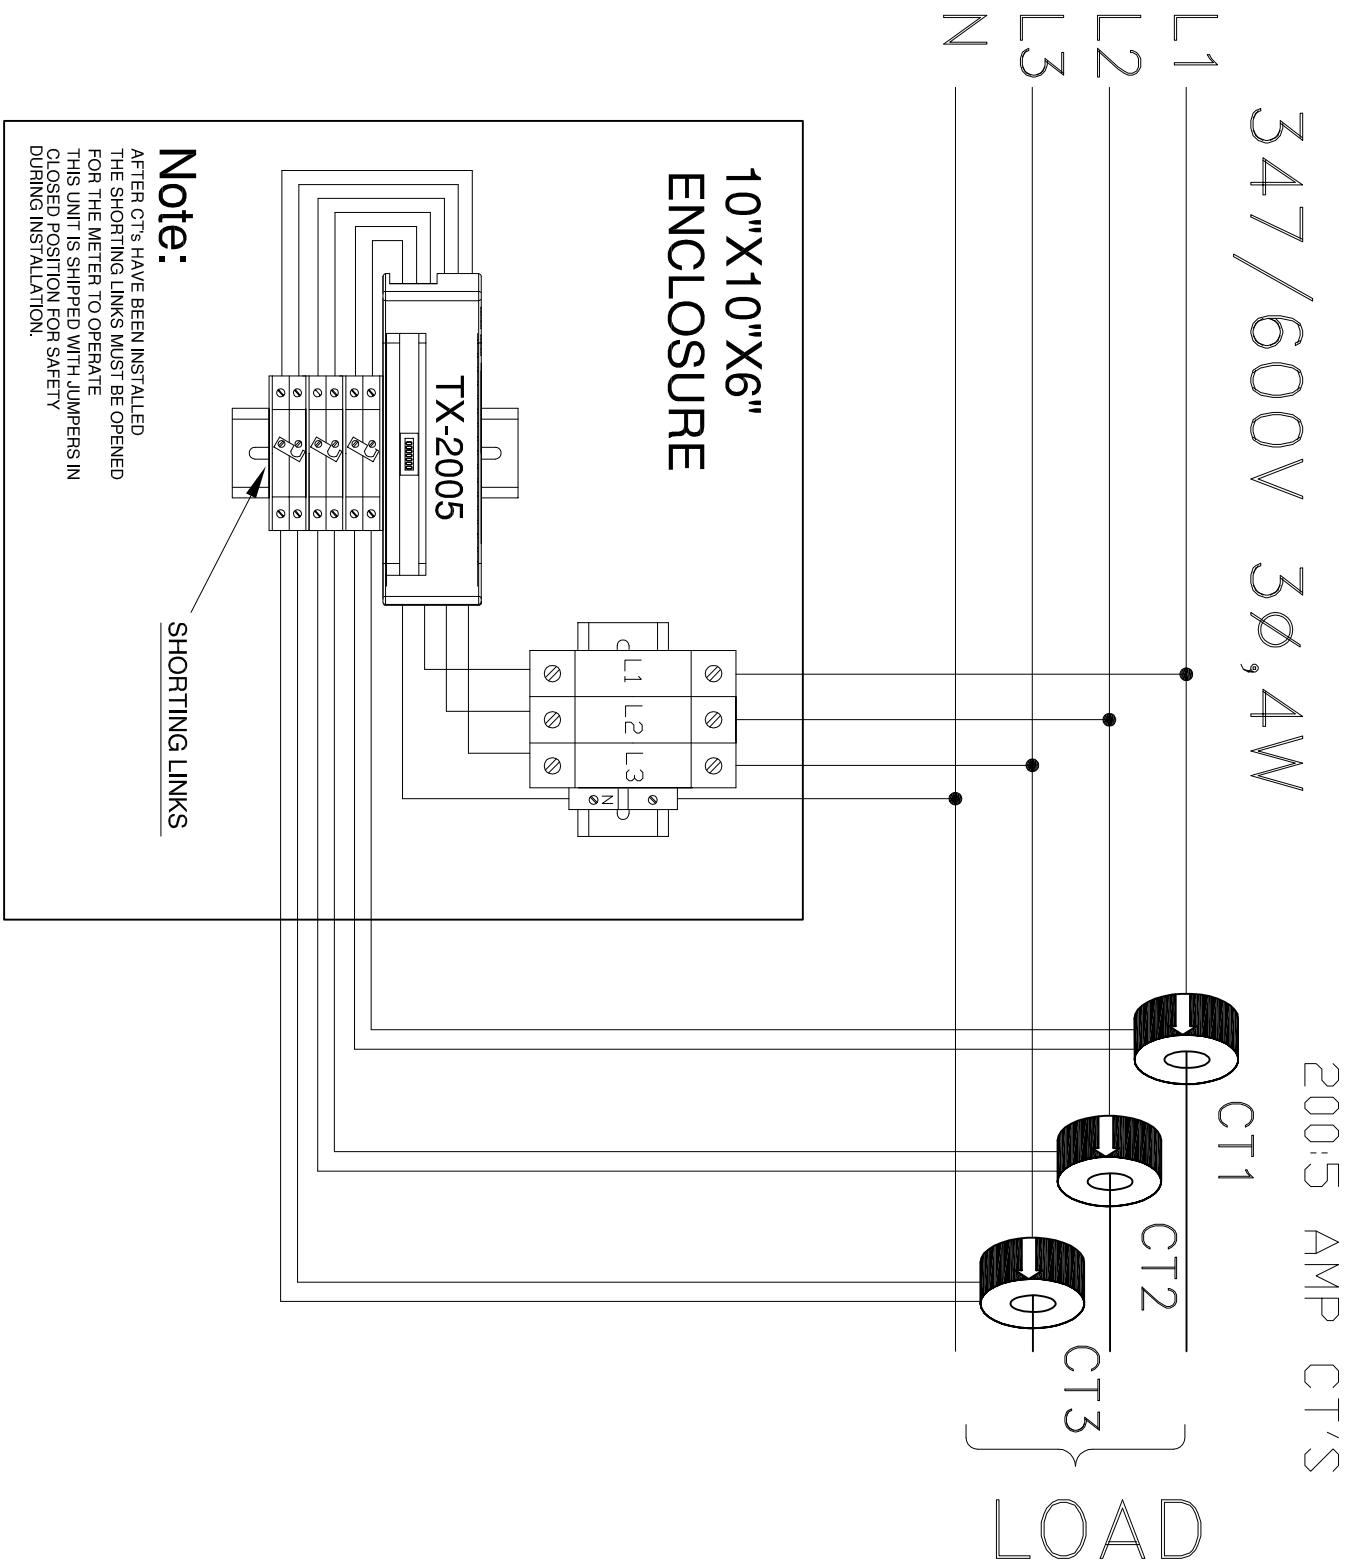 347/600V 3Ø,4W
200:5 AMP CT'S
L1
L2
L3
N
CT1
CT2
CT3
LOAD
10"X10"X6"
ENCLOSURE
L1
L2
L3
N
TX-2005
0000000
SHORTING LINKS
Note:
AFTER CT's HAVE BEEN INSTALLED
THE SHORTING LINKS MUST BE OPENED
FOR THE METER TO OPERATE
THIS UNIT IS SHIPPED WITH JUMPERS IN
CLOSED POSITION FOR SAFETY
DURING INSTALLATION.